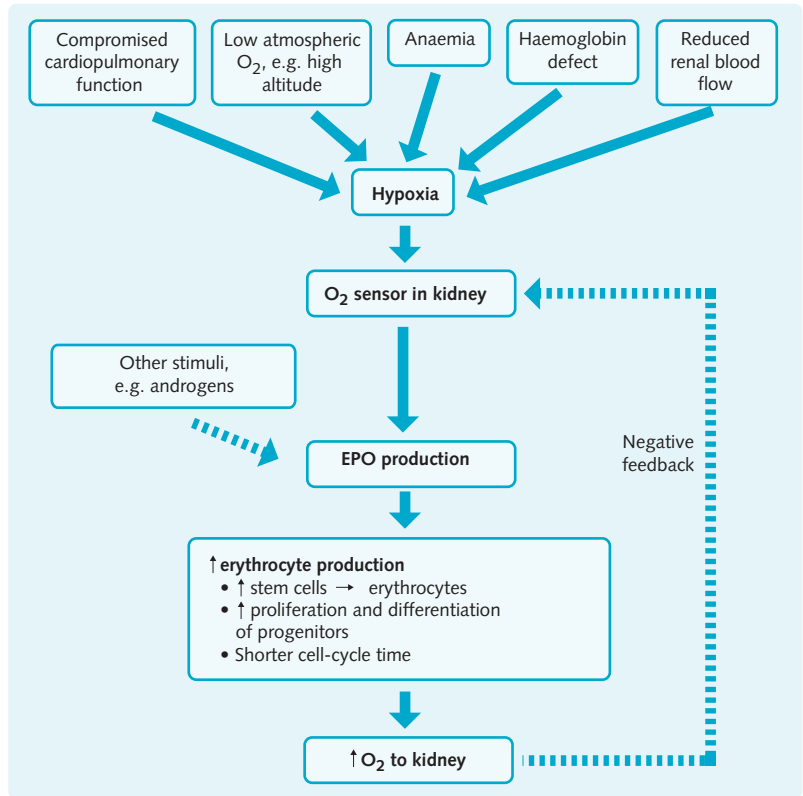 Compromised
cardiopulmonary
function
Low atmospheric
O₂, e.g. high
altitude
Anaemia
Haemoglobin
defect
Reduced
renal blood
flow
Hypoxia
O₂ sensor in kidney
Other stimuli,
e.g. androgens
Negative
feedback
EPO production
↑erythrocyte production
• ↑ stem cells → erythrocytes
• ↑ proliferation and differentiation
of progenitors
• Shorter cell-cycle time
↑O₂ to kidney